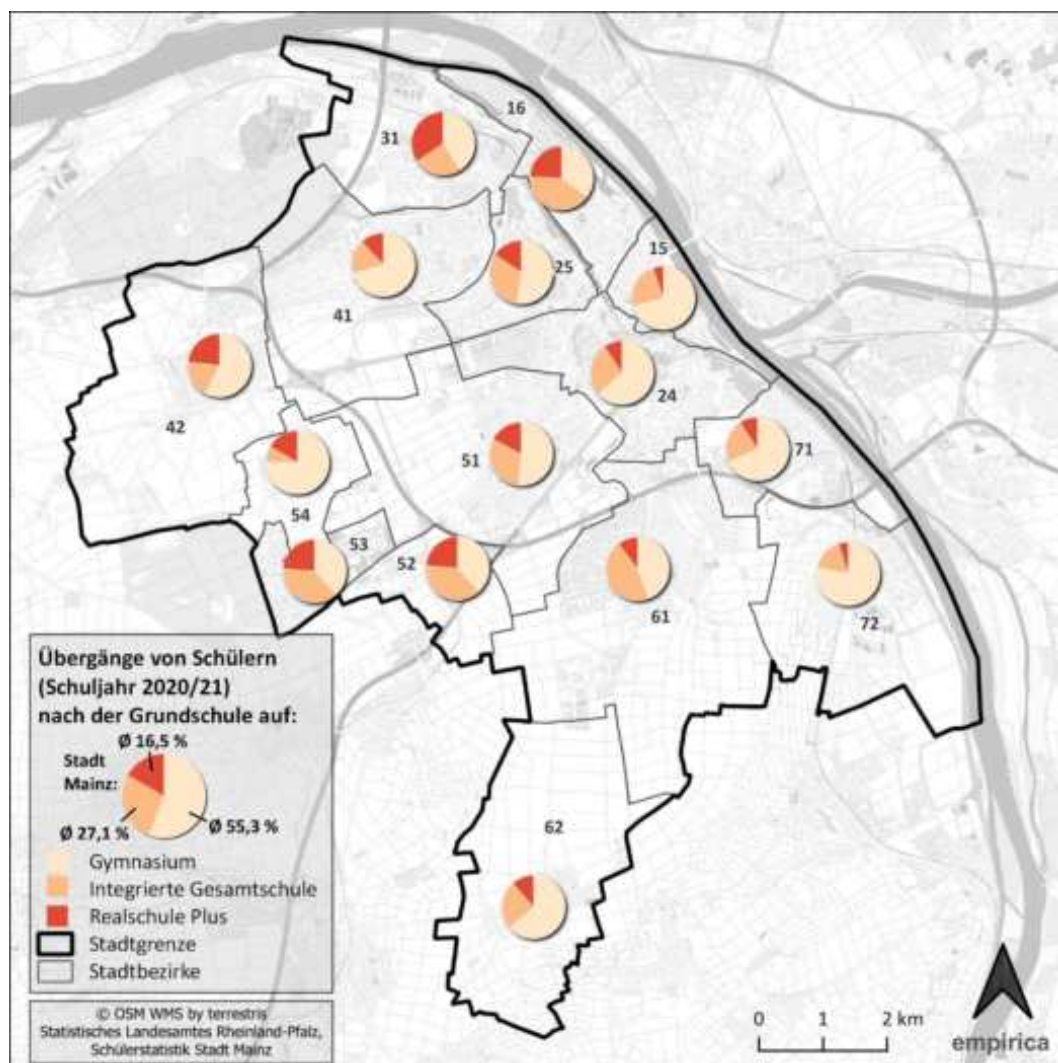 16
31
15
25
41
24
42
71
51
54
53
52
61
72
62
Übergänge von Schülern
(Schuljahr 2020/21)
nach der Grundschule auf:
Ø 16,5 %
Stadt
Mainz:
Ø 27,1 %
Ø 55,3 %
Gymnasium
Integrierte Gesamtschule
Realschule Plus
Stadtgrenze
Stadtbezirke
© OSM WMS by terrestris
Statistisches Landesamtes Rheinland-Pfalz,
Schülerstatistik Stadt Mainz
0 1 2 km
empirica